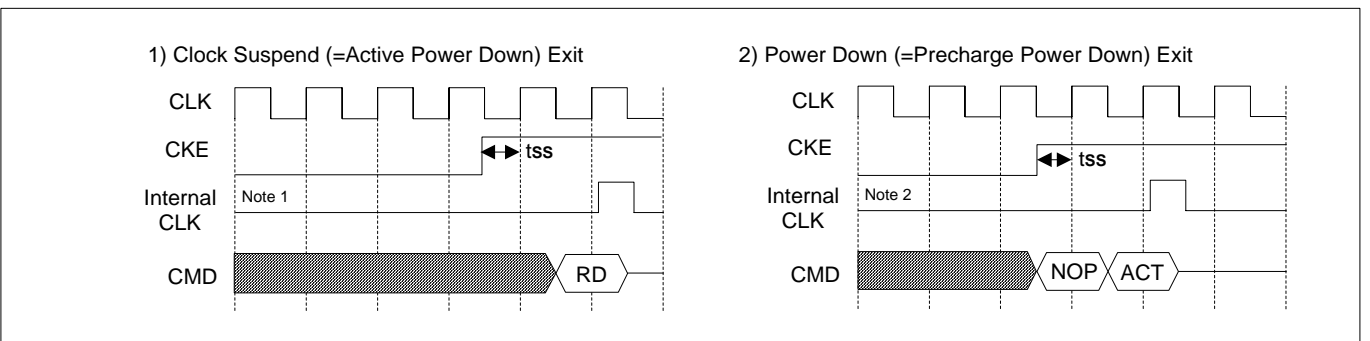 1) Clock Suspend (=Active Power Down) Exit
CLK
CKE
tss
Internal
CLK
Note 1
CMD
RD
2) Power Down (=Precharge Power Down) Exit
CLK
CKE
tss
Internal
CLK
Note 2
CMD
NOP
ACT